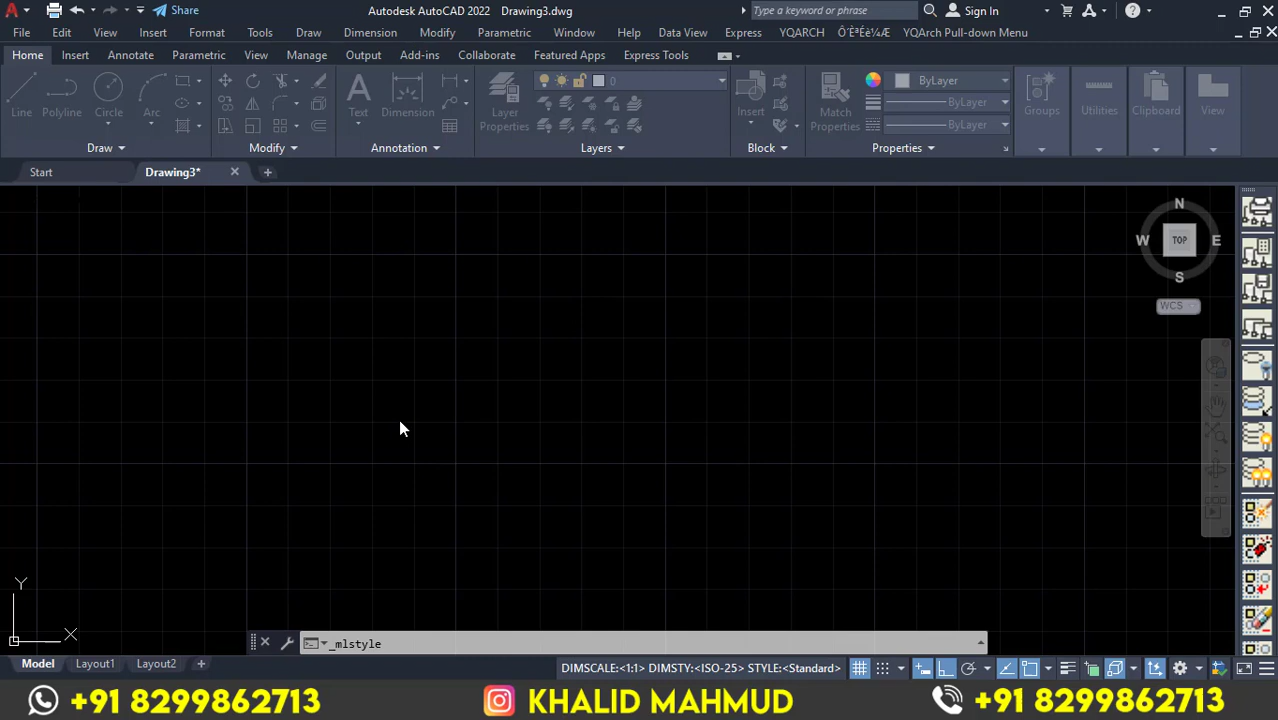 Share
Autodesk AutoCAD 2022 Drawing3.dwg
Type a keyword or phrase
Sign In
File Edit View Insert Format Tools Draw Dimension Modify Parametric Window Help Data View Express YQARCH Ô´ÈªÉè¼Æ YQArch Pull-down Menu
Home Insert Annotate Parametric View Manage Output Add-ins Collaborate Express Tools Featured Apps
Line Polyline Circle Arc
Text Dimension
Layer Properties
0
Insert
Match Properties
ByLayer
ByLayer
ByLayer
Groups Utilities Clipboard View
Draw Modify Annotation Layers Block Properties
Start Drawing3*
N
W TOP E
S
WCS
Y
X
_mlstyle
Model Layout1 Layout2
DIMSCALE:<1:1> DIMSTY:<ISO-25> STYLE:<Standard>
+91 8299862713 KHALID MAHMUD +91 8299862713